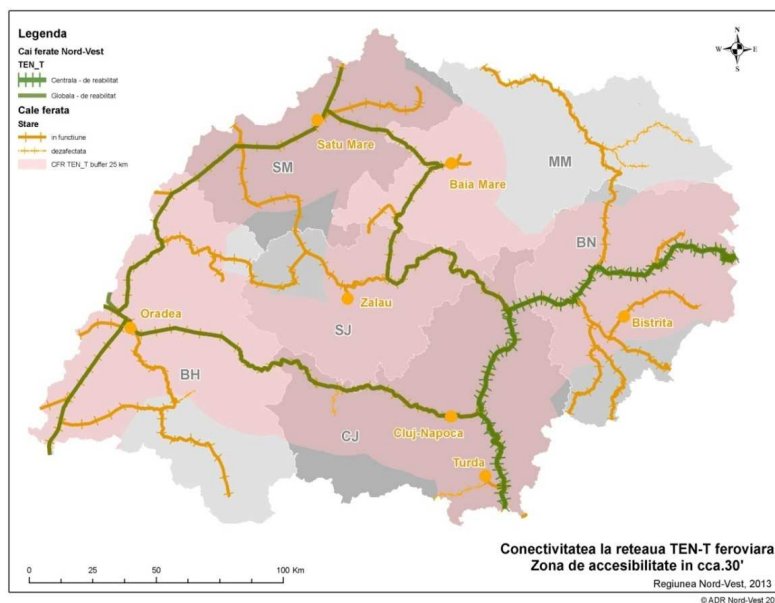 Legenda
Cai ferate Nord-Vest
TEN_T
Centrala - de reabilitat
Globala - de reabilitat
Cale ferata
Stare
in functiune
dezafectata
CFR TEN_T buffer 25 km
N
W E
S
Satu Mare
SM
Baia Mare
MM
BN
Zalau
Oradea
Bistrita
SJ
BH
Cluj-Napoca
CJ
Turda
0 25 50 100 Km
Conectivitatea la reteaua TEN-T feroviara
Zona de accesibilitate in cca.30'
Regiunea Nord-Vest, 2013
© ADR Nord-Vest 20